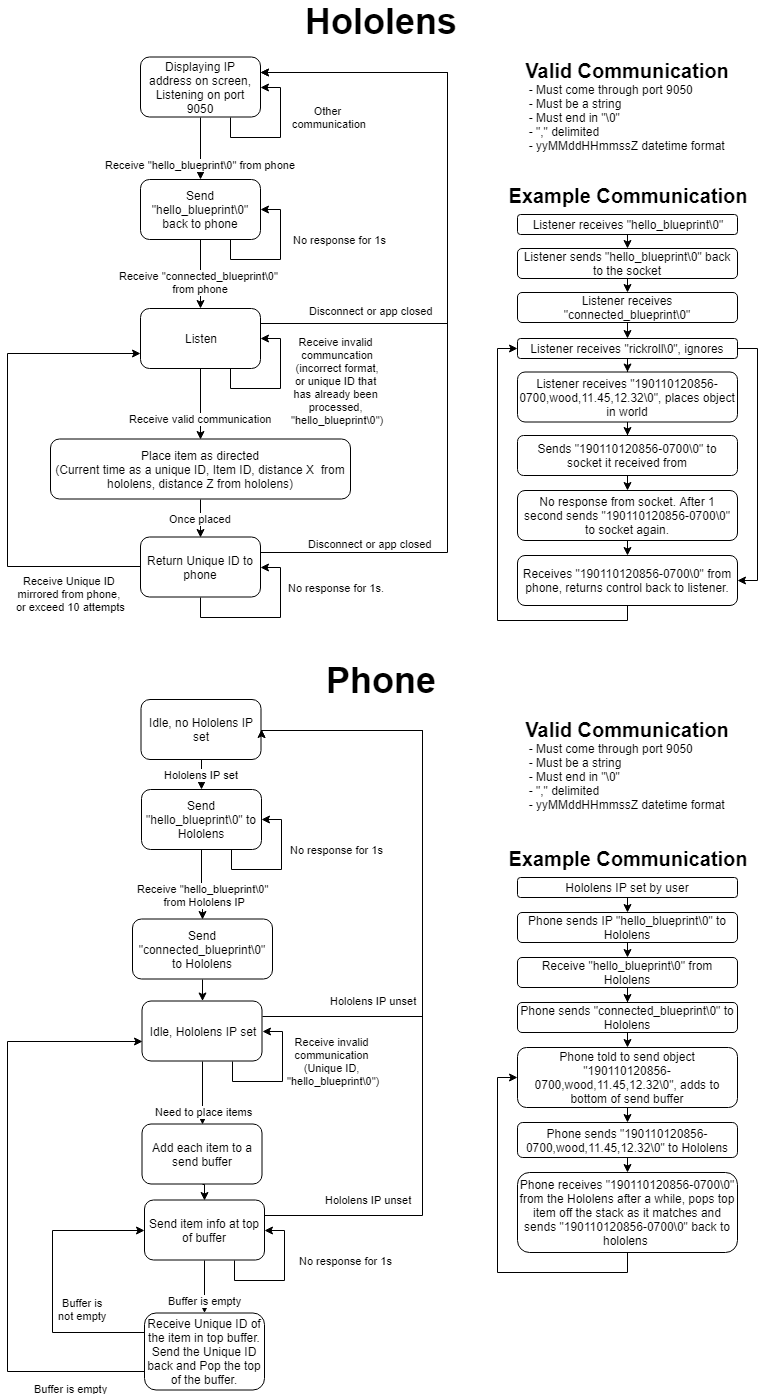 Hololens
Displaying IP
address on screen,
Listening on port
9050
Other
communication
Receive "hello_blueprint\0" from phone
Send
"hello_blueprint\0"
back to phone
No response for 1s
Receive "connected_blueprint\0"
from phone
Disconnect or app closed
Listen
Receive invalid
communcation
(incorrect format,
or unique ID that
has already been
processed,
"hello_blueprint\0")
Receive valid communication
Place item as directed
(Current time as a unique ID, Item ID, distance X from
hololens, distance Z from hololens)
Once placed
Disconnect or app closed
Return Unique ID to
phone
Receive Unique ID
mirrored from phone,
or exceed 10 attempts
No response for 1s.
Valid Communication
- Must come through port 9050
- Must be a string
- Must end in "\0"
- "," delimited
- yyMMddHHmmssZ datetime format
Example Communication
Listener receives "hello_blueprint\0"
Listener sends "hello_blueprint\0" back
to the socket
Listener receives
"connected_blueprint\0"
Listener receives "rickroll\0", ignores
Listener receives "190110120856-
0700,wood,11.45,12.32\0", places object
in world
Sends "190110120856-0700\0" to
socket it received from
No response from socket. After 1
second sends "190110120856-0700\0"
to socket again.
Receives "190110120856-0700\0" from
phone, returns control back to listener.
Phone
Idle, no Hololens IP
set
Hololens IP set
Send
"hello_blueprint\0" to
Hololens
No response for 1s
Receive "hello_blueprint\0"
from Hololens IP
Send
"connected_blueprint\0"
to Hololens
Hololens IP unset
Idle, Hololens IP set
Receive invalid
communication
(Unique ID,
"hello_blueprint\0")
Need to place items
Add each item to a
send buffer
Hololens IP unset
Send item info at top
of buffer
No response for 1s
Buffer is empty
Buffer is
not empty
Receive Unique ID of
the item in top buffer.
Send the Unique ID
back and Pop the top
of the buffer.
Buffer is empty
Valid Communication
- Must come through port 9050
- Must be a string
- Must end in "\0"
- "," delimited
- yyMMddHHmmssZ datetime format
Example Communication
Hololens IP set by user
Phone sends IP "hello_blueprint\0" to
Hololens
Receive "hello_blueprint\0" from
Hololens
Phone sends "connected_blueprint\0" to
Hololens
Phone told to send object
"190110120856-
0700,wood,11.45,12.32\0", adds to
bottom of send buffer
Phone sends "190110120856-
0700,wood,11.45,12.32\0" to Hololens
Phone receives "190110120856-0700\0"
from the Hololens after a while, pops top
item off the stack as it matches and
sends "190110120856-0700\0" back to
hololens